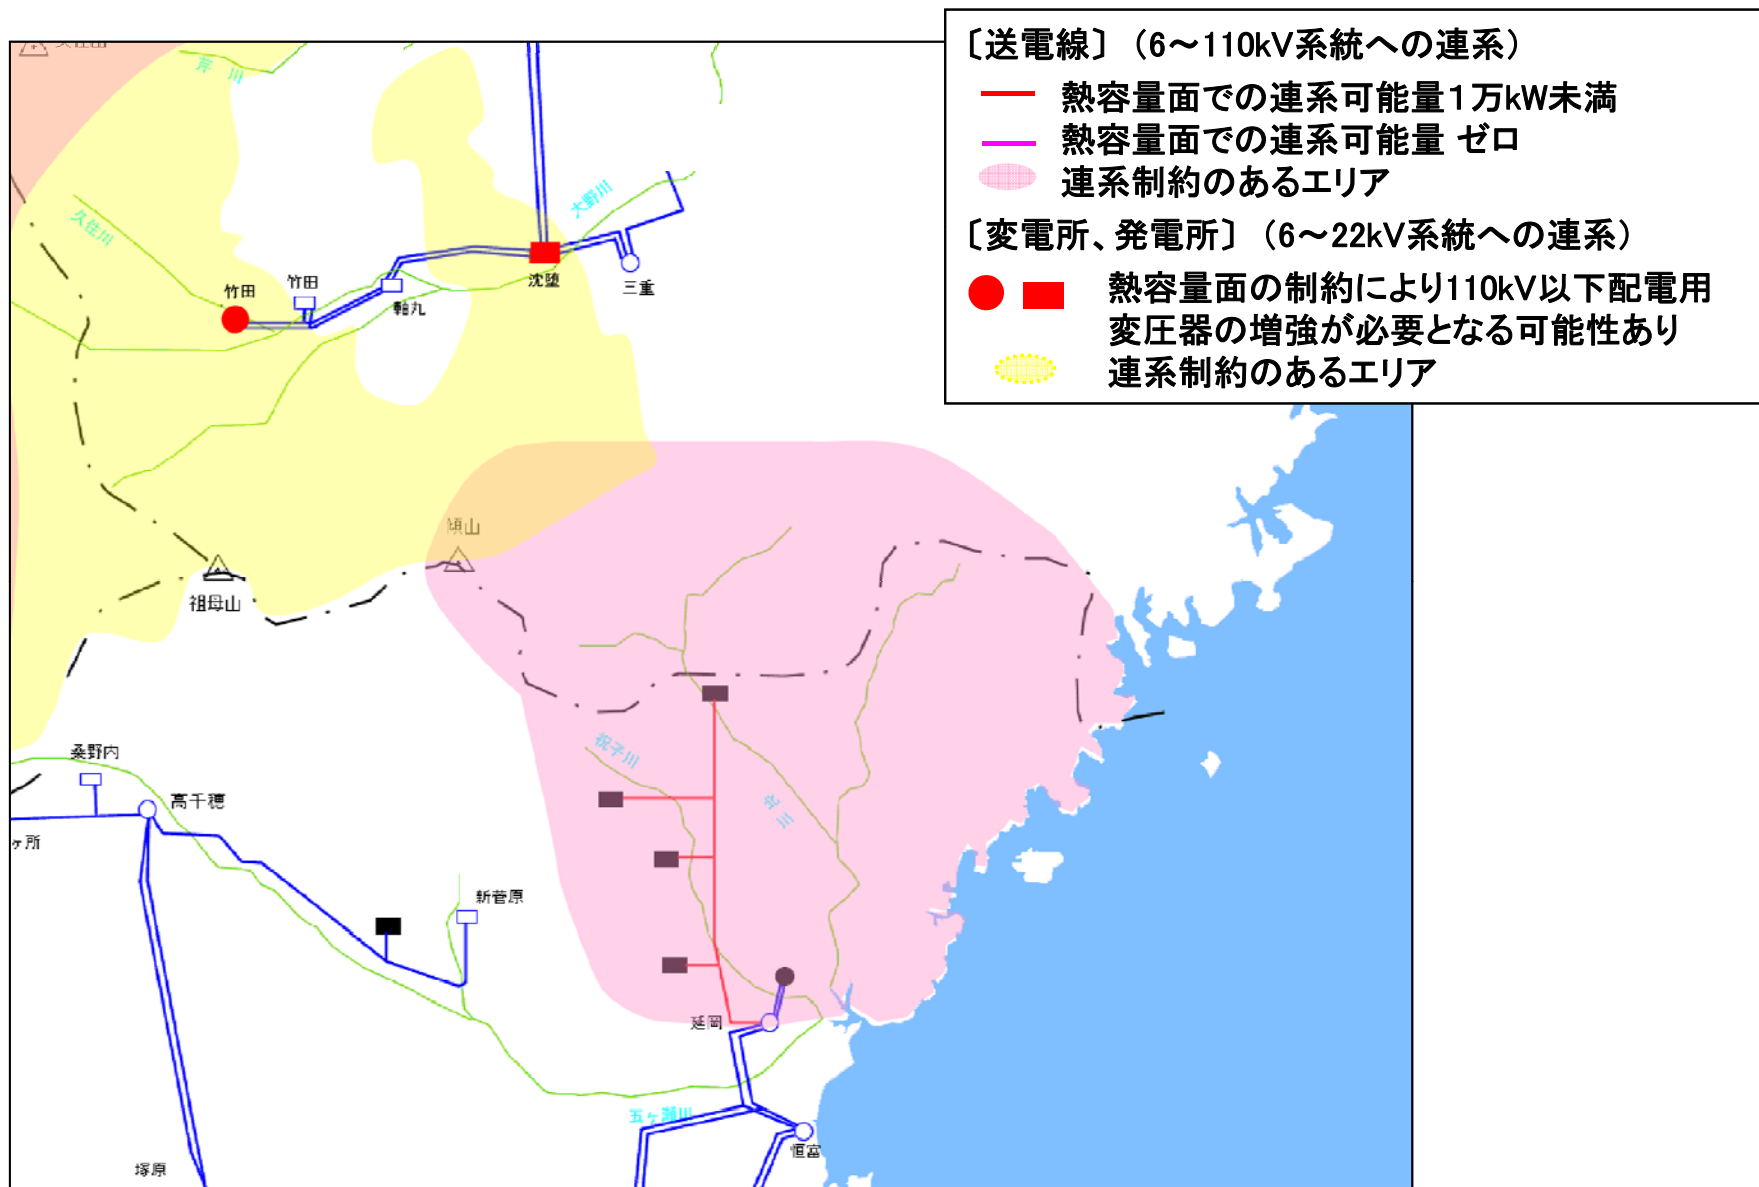 〔送電線〕（6～110kV系統への連系）
熱容量面での連系可能量１万kW未満
熱容量面での連系可能量 ゼロ
連系制約のあるエリア
〔変電所、発電所〕（6～22kV系統への連系）
熱容量面の制約により110kV以下配電用
変圧器の増強が必要となる可能性あり
連系制約のあるエリア
芹川
久住川
大野川
竹田
竹田
軸丸
沈堕
三重
傾山
祖母山
桑野内
高千穂
ヶ所
祝子川
北川
新菅原
延岡
五ヶ瀬川
恒富
塚原